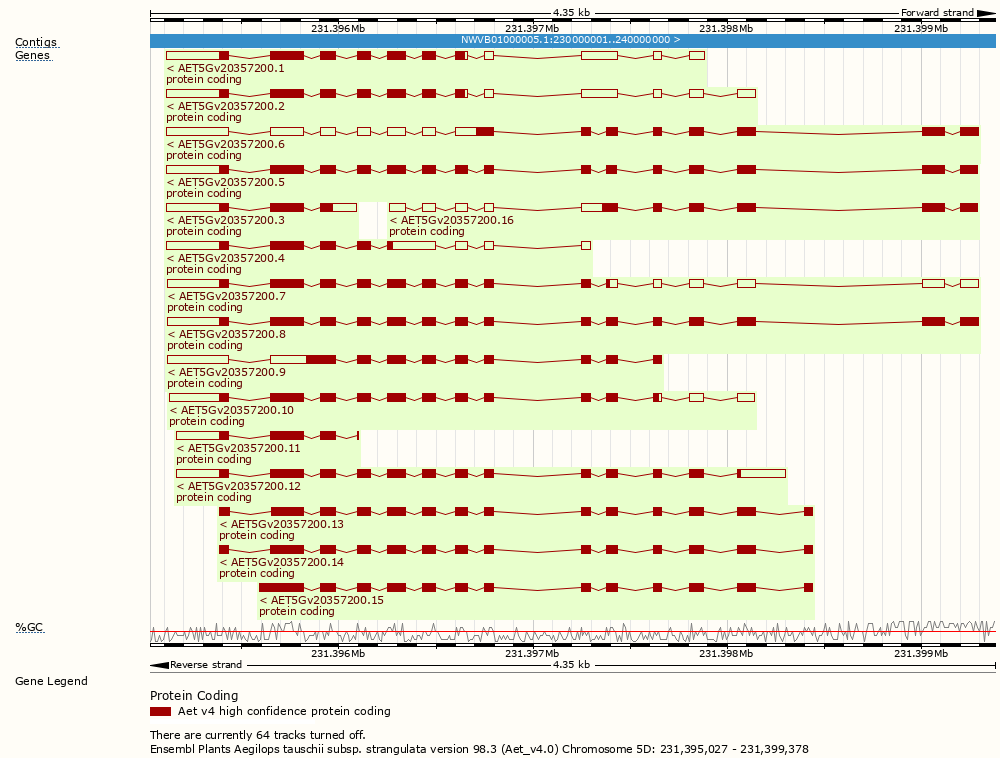 4.35 kb Forward strand
231.396Mb 231.397Mb 231.398Mb 231.399Mb
Contigs NWVB01000005.1:230000001..240000000 >
Genes
< AET5Gv20357200.1
protein coding
< AET5Gv20357200.2
protein coding
< AET5Gv20357200.6
protein coding
< AET5Gv20357200.5
protein coding
< AET5Gv20357200.3 < AET5Gv20357200.16
protein coding protein coding
< AET5Gv20357200.4
protein coding
< AET5Gv20357200.7
protein coding
< AET5Gv20357200.8
protein coding
< AET5Gv20357200.9
protein coding
< AET5Gv20357200.10
protein coding
< AET5Gv20357200.11
protein coding
< AET5Gv20357200.12
protein coding
< AET5Gv20357200.13
protein coding
< AET5Gv20357200.14
protein coding
< AET5Gv20357200.15
protein coding
%GC
231.396Mb 231.397Mb 231.398Mb 231.399Mb
Reverse strand 4.35 kb
Gene Legend
Protein Coding
Aet v4 high confidence protein coding
There are currently 64 tracks turned off.
Ensembl Plants Aegilops tauschii subsp. strangulata version 98.3 (Aet_v4.0) Chromosome 5D: 231,395,027 - 231,399,378